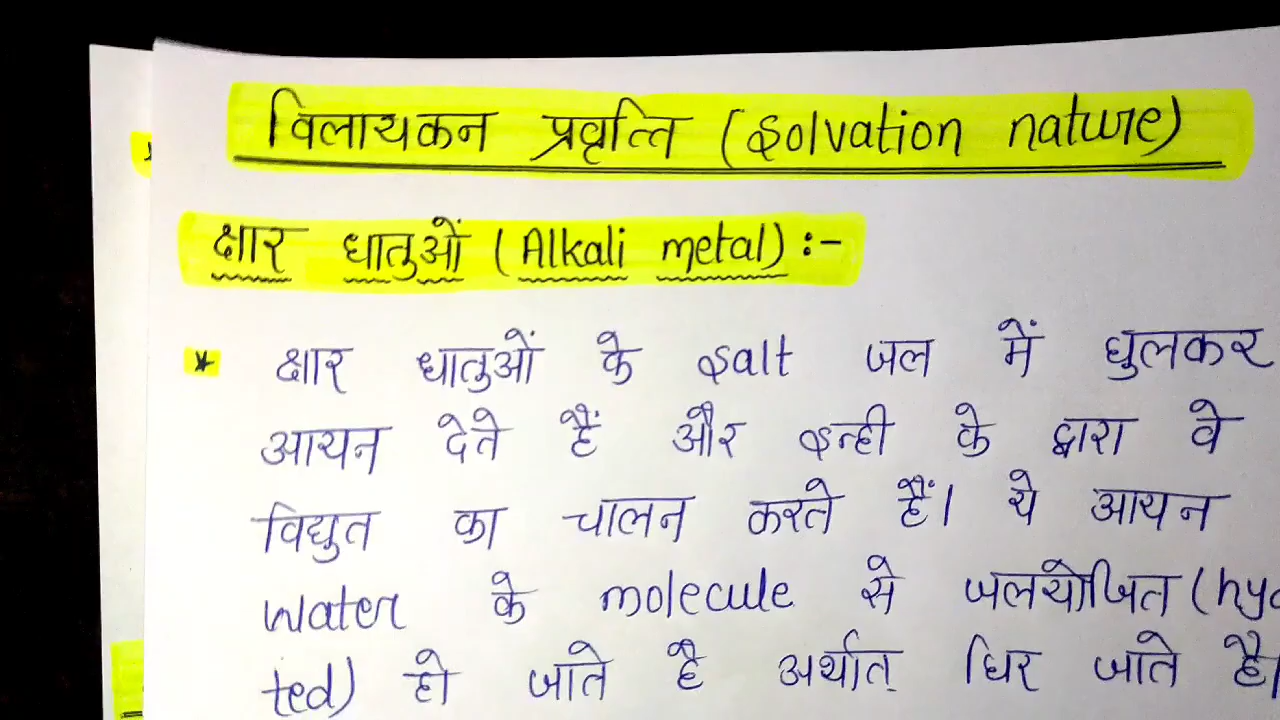 विलायकन प्रवृत्ति (Solvation nature)
क्षार धातुओं (Alkali metal) :-
* क्षार धातुओं के salt जल में घुलकर
आयन देते हैं और इन्ही के द्वारा वे
विद्युत का चालन करते हैं। ये आयन
water के molecule से जलयोजित (hyd
ted) हो जाते है अर्थात् घिर जाते है।